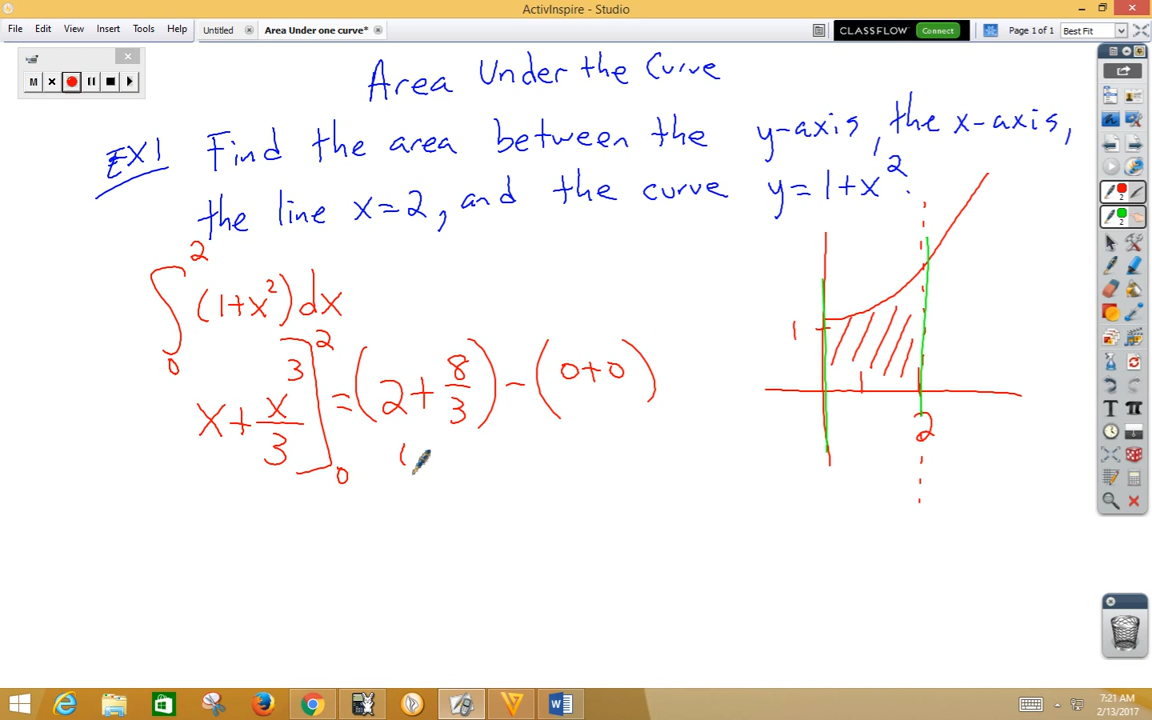 ActivInspire - Studio
File Edit View Insert Tools Help
Untitled
Area Under one curve*
CLASSFLOW Connect
Page 1 of 1
Best Fit
M
Area Under the Curve
EX1 Find the area between the y-axis, the x-axis,
the line x=2, and the curve y=1+x².
∫₀² (1+x²)dx
x + x³/3]₀² = (2 + 8/3) - (0+0)
1
1
2
2
2
7:21 AM
2/13/2017